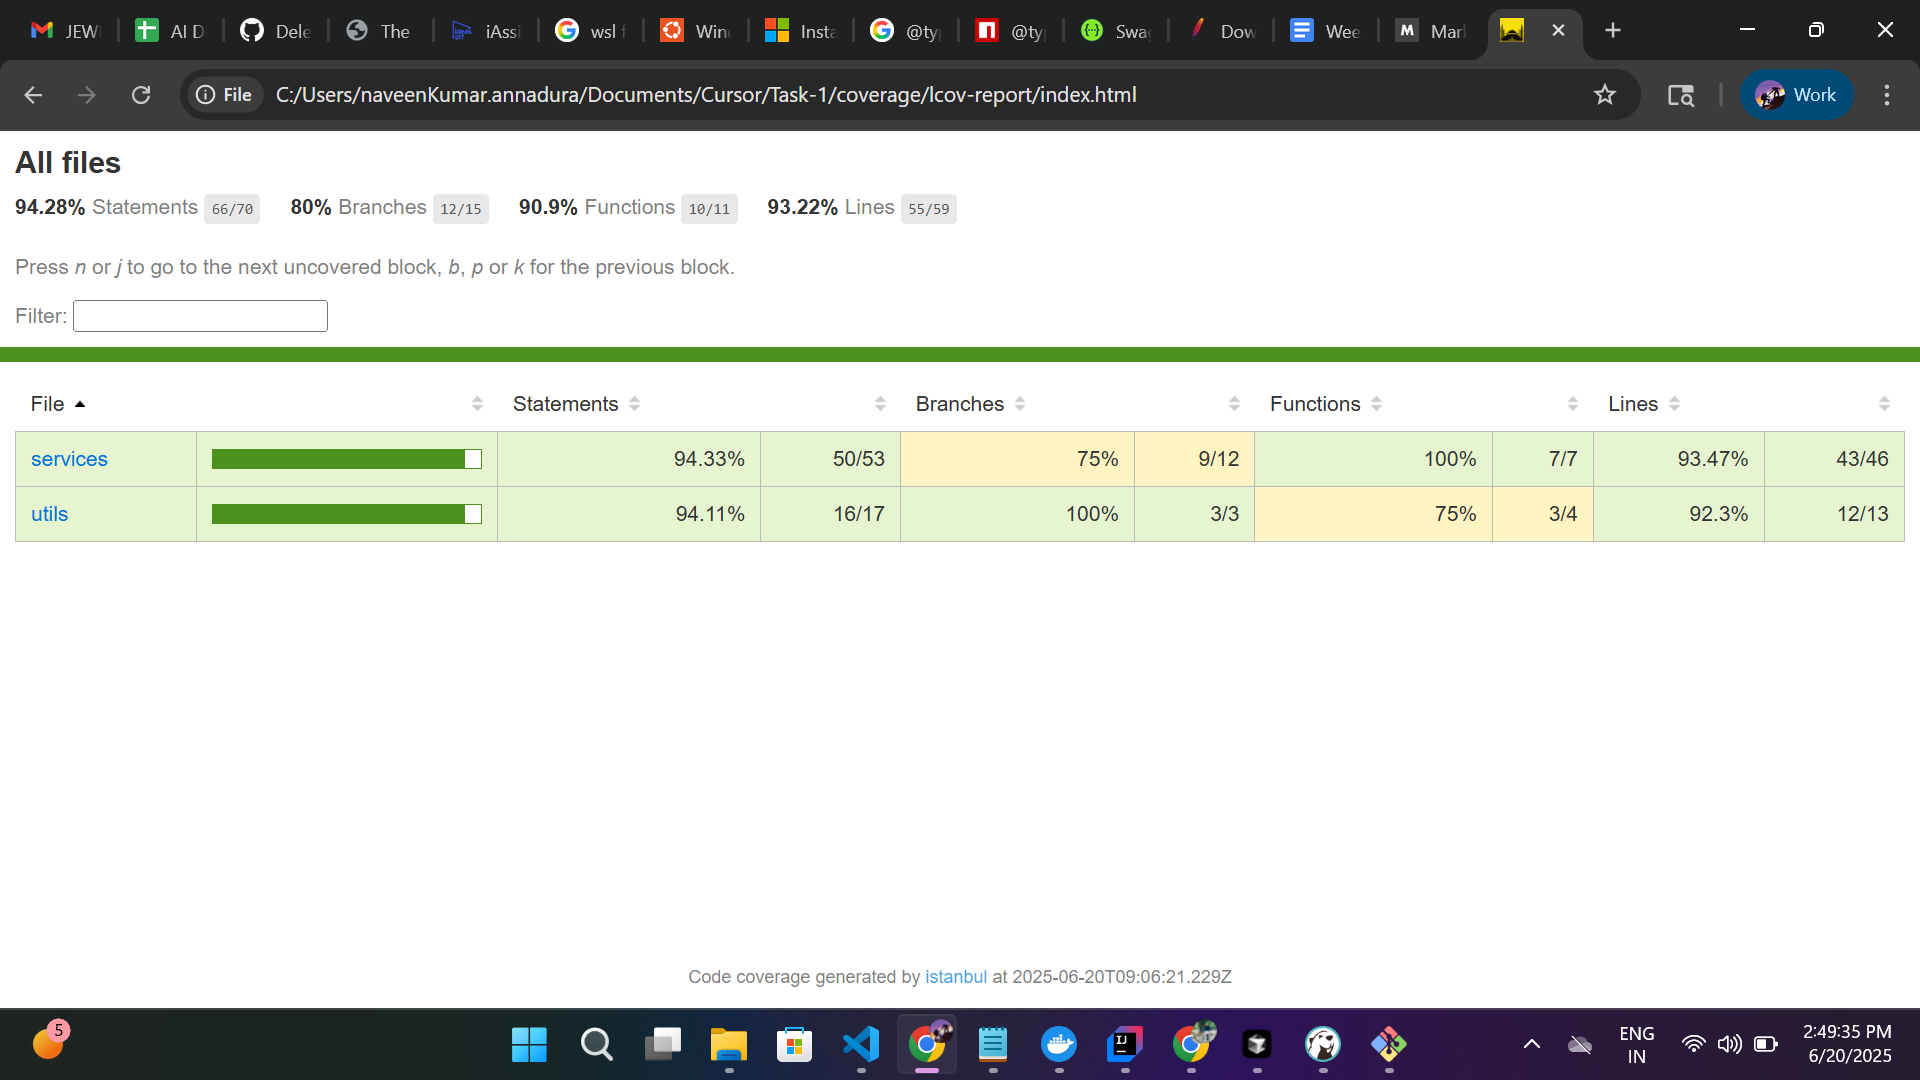 JEW
AI D
Dele
The
iAssi
wsl f
Winc
Insta
@ty
@ty
Swa
Dow
Wee
Marl
File
C:/Users/naveenKumar.annadura/Documents/Cursor/Task-1/coverage/lcov-report/index.html
Work
All files
94.28% Statements 66/70 80% Branches 12/15 90.9% Functions 10/11 93.22% Lines 55/59
Press n or j to go to the next uncovered block, b, p or k for the previous block.
Filter:
File Statements Branches Functions Lines
services 94.33% 50/53 75% 9/12 100% 7/7 93.47% 43/46
utils 94.11% 16/17 100% 3/3 75% 3/4 92.3% 12/13
Code coverage generated by istanbul at 2025-06-20T09:06:21.229Z
5
ENG
IN
2:49:35 PM
6/20/2025